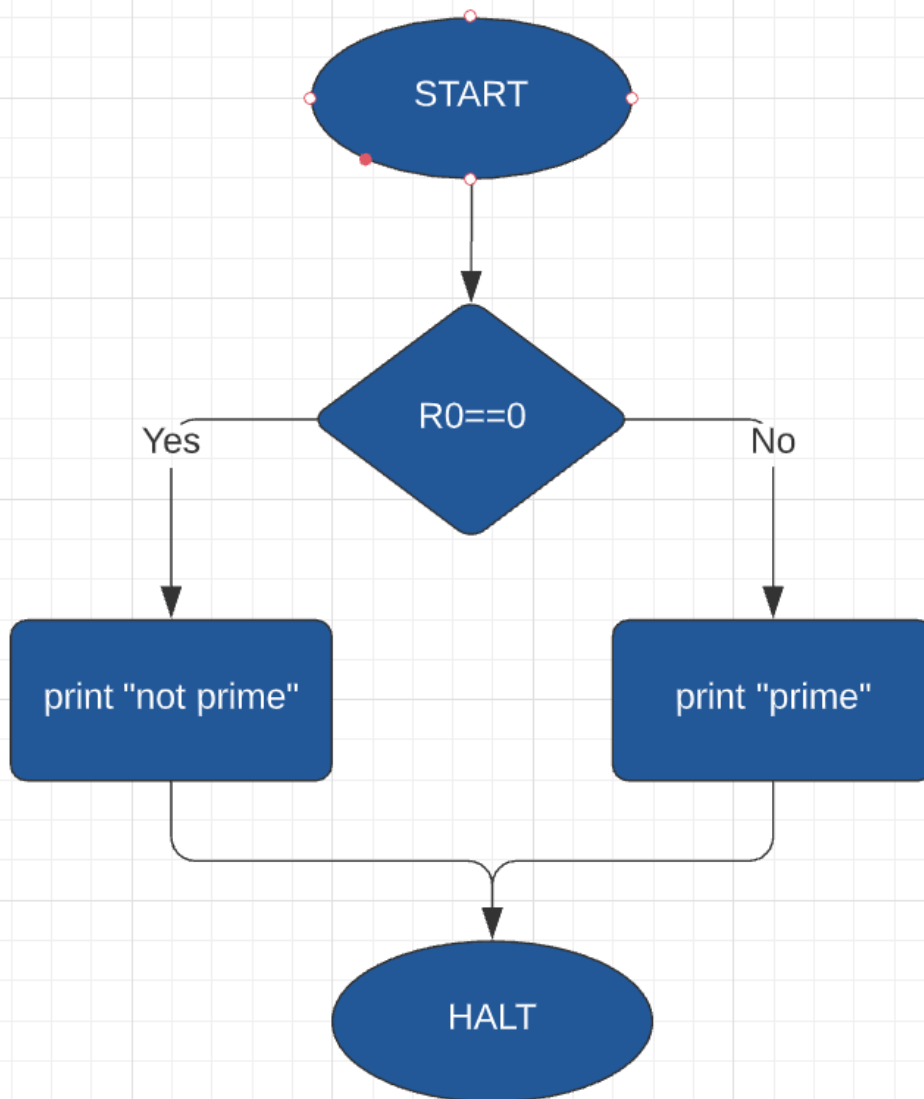 START
R0==0
Yes
No
print "not prime"
print "prime"
HALT